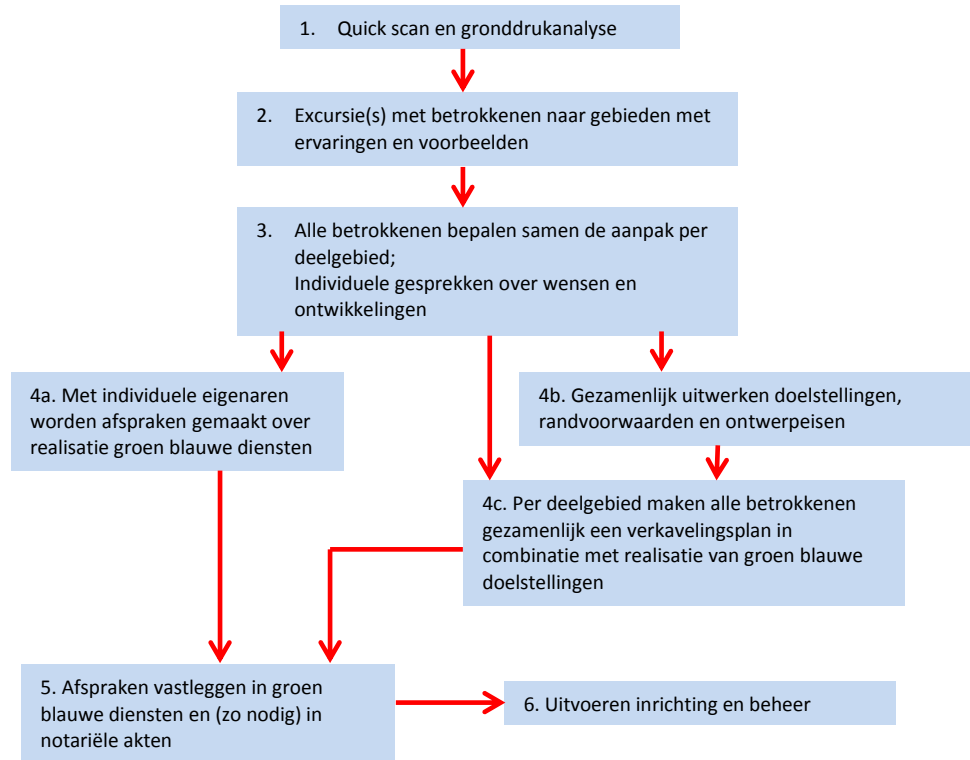 1. Quick scan en gronddrukanalyse
2. Excursie(s) met betrokkenen naar gebieden met
ervaringen en voorbeelden
3. Alle betrokkenen bepalen samen de aanpak per
deelgebied;
Individuele gesprekken over wensen en
ontwikkelingen
4a. Met individuele eigenaren
worden afspraken gemaakt over
realisatie groen blauwe diensten
4b. Gezamenlijk uitwerken doelstellingen,
randvoorwaarden en ontwerpeisen
4c. Per deelgebied maken alle betrokkenen
gezamenlijk een verkavelingsplan in
combinatie met realisatie van groen blauwe
doelstellingen
5. Afspraken vastleggen in groen
blauwe diensten en (zo nodig) in
notariële akten
6. Uitvoeren inrichting en beheer